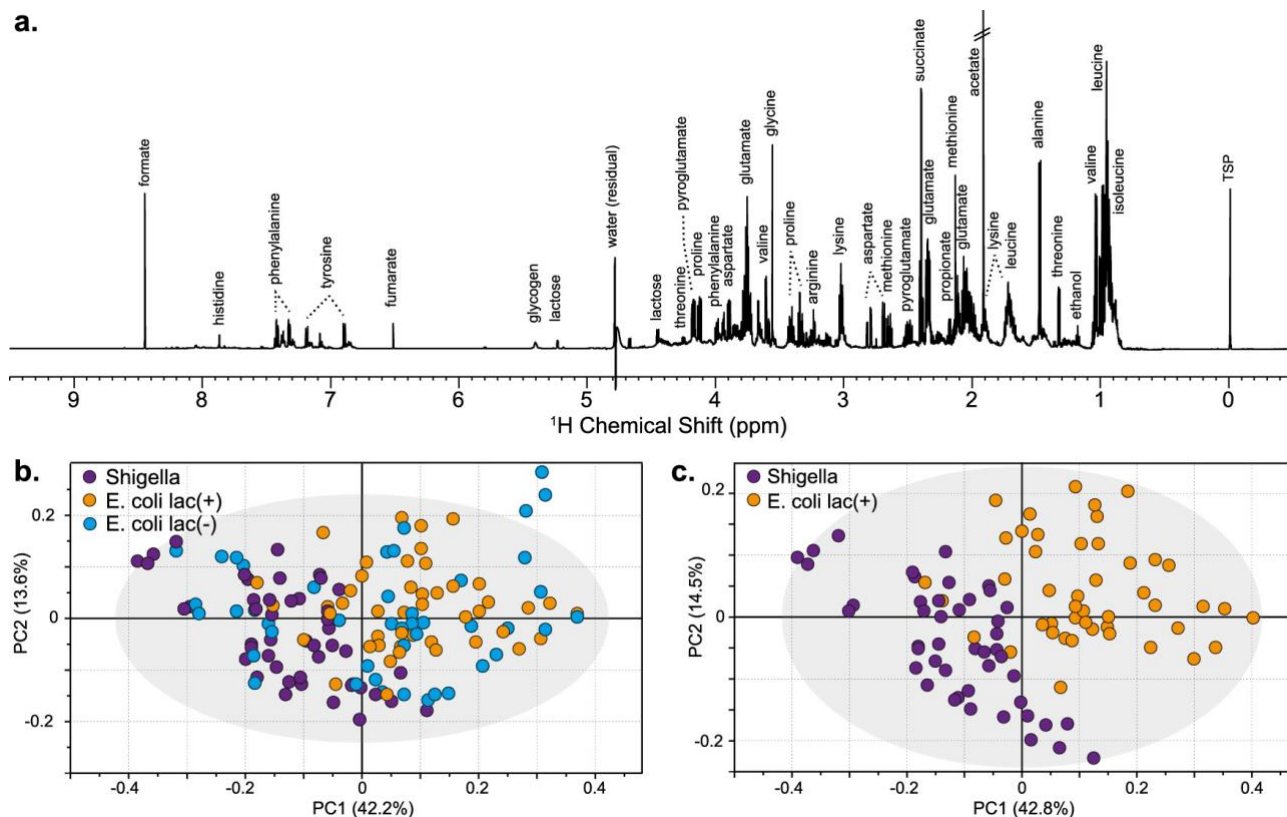 a.
formate
histidine
phenylalanine
tyrosine
fumarate
glycogen
lactose
water (residual)
lactose
threonine
pyroglutamate
proline
phenylalanine
aspartate
glutamate
valine
glycine
proline
arginine
lysine
aspartate
methionine
pyroglutamate
succinate
glutamate
propionate
methionine
glutamate
acetate
lysine
leucine
alanine
threonine
ethanol
valine
leucine
isoleucine
TSP
9 8 7 6 5 4 3 2 1 0
¹H Chemical Shift (ppm)
b.
Shigella
E. coli lac(+)
E. coli lac(-)
PC2 (13.6%)
0.2
0
-0.2
-0.4 -0.2 0 0.2 0.4
PC1 (42.2%)
c.
Shigella
E. coli lac(+)
PC2 (14.5%)
0.2
0
-0.2
-0.4 -0.2 0 0.2 0.4
PC1 (42.8%)